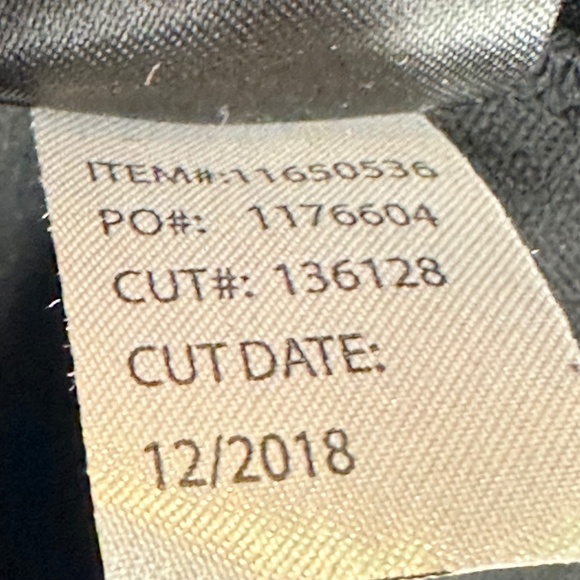 ITEM#:11650536
PO#: 1176604
CUT#: 136128
CUT DATE:
12/2018